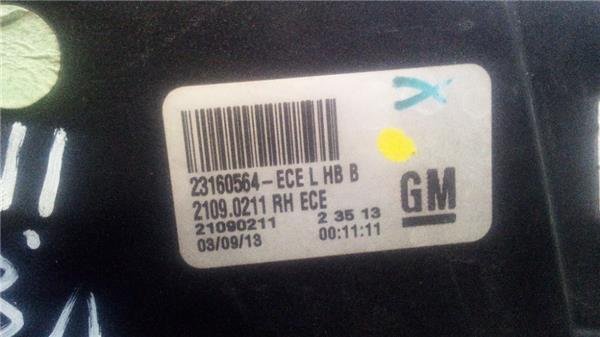 23160564-ECE L HB B
2109.0211 RH ECE
21090211 2 35 13
03/09/13 00:11:11
GM